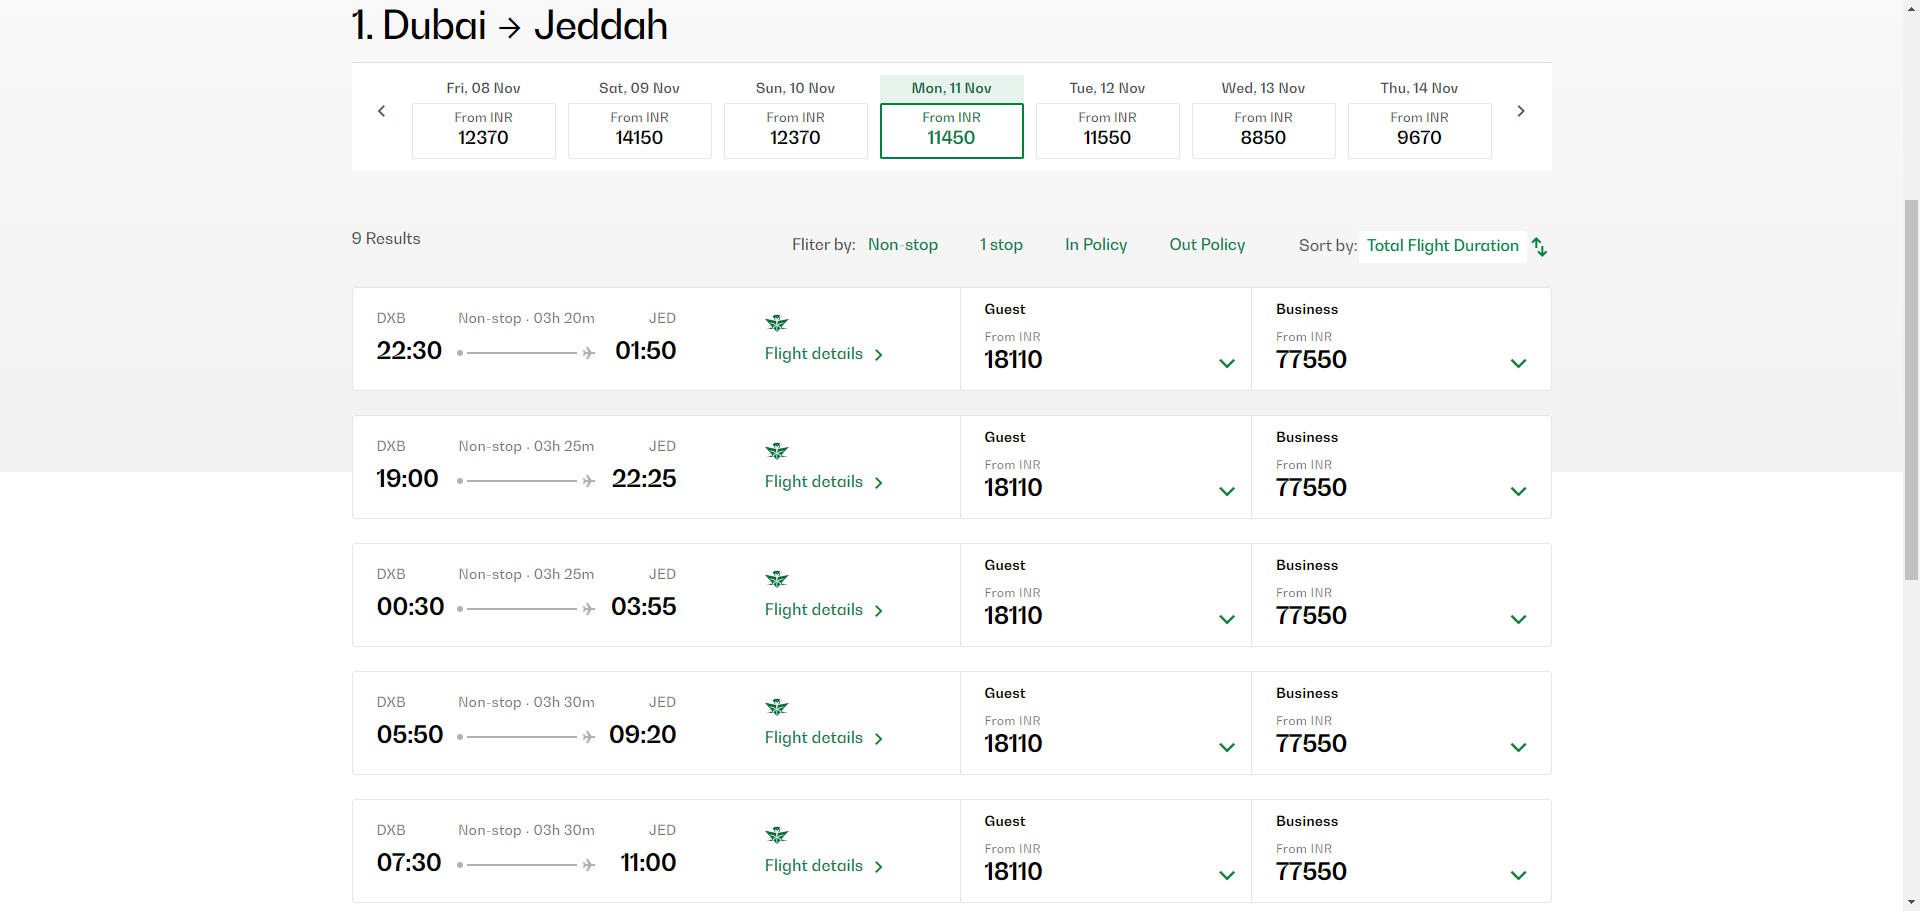 1. Dubai → Jeddah
Fri, 08 Nov
From INR
12370
Sat, 09 Nov
From INR
14150
Sun, 10 Nov
From INR
12370
Mon, 11 Nov
From INR
11450
Tue, 12 Nov
From INR
11550
Wed, 13 Nov
From INR
8850
Thu, 14 Nov
From INR
9670
9 Results
Fliter by: Non-stop 1 stop In Policy Out Policy
Sort by: Total Flight Duration
DXB Non-stop · 03h 20m JED
22:30 01:50
Flight details
Guest
From INR
18110
Business
From INR
77550
DXB Non-stop · 03h 25m JED
19:00 22:25
Flight details
Guest
From INR
18110
Business
From INR
77550
DXB Non-stop · 03h 25m JED
00:30 03:55
Flight details
Guest
From INR
18110
Business
From INR
77550
DXB Non-stop · 03h 30m JED
05:50 09:20
Flight details
Guest
From INR
18110
Business
From INR
77550
DXB Non-stop · 03h 30m JED
07:30 11:00
Flight details
Guest
From INR
18110
Business
From INR
77550